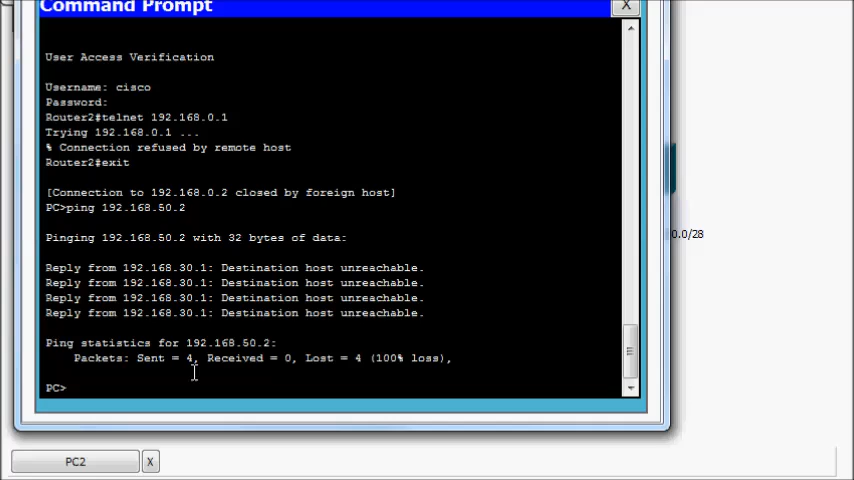 Command Prompt
X
User Access Verification
Username: cisco
Password:
Router2#telnet 192.168.0.1
Trying 192.168.0.1 ...
% Connection refused by remote host
Router2#exit
[Connection to 192.168.0.2 closed by foreign host]
PC>ping 192.168.50.2
Pinging 192.168.50.2 with 32 bytes of data:
Reply from 192.168.30.1: Destination host unreachable.
Reply from 192.168.30.1: Destination host unreachable.
Reply from 192.168.30.1: Destination host unreachable.
Reply from 192.168.30.1: Destination host unreachable.
Ping statistics for 192.168.50.2:
Packets: Sent = 4, Received = 0, Lost = 4 (100% loss),
PC>
0.0/28
PC2
X